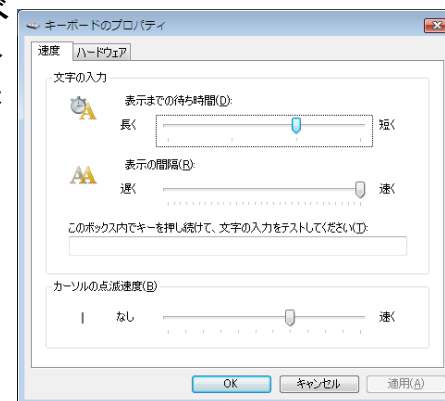 キーボードのプロパティ
速度 ハードウェア
文字の入力
表示までの待ち時間(D):
長く 短く
表示の間隔(R):
遅く 速く
このボックス内でキーを押し続けて、文字の入力をテストしてください(T):
カーソルの点滅速度(B)
なし 速く
OK キャンセル 適用(A)